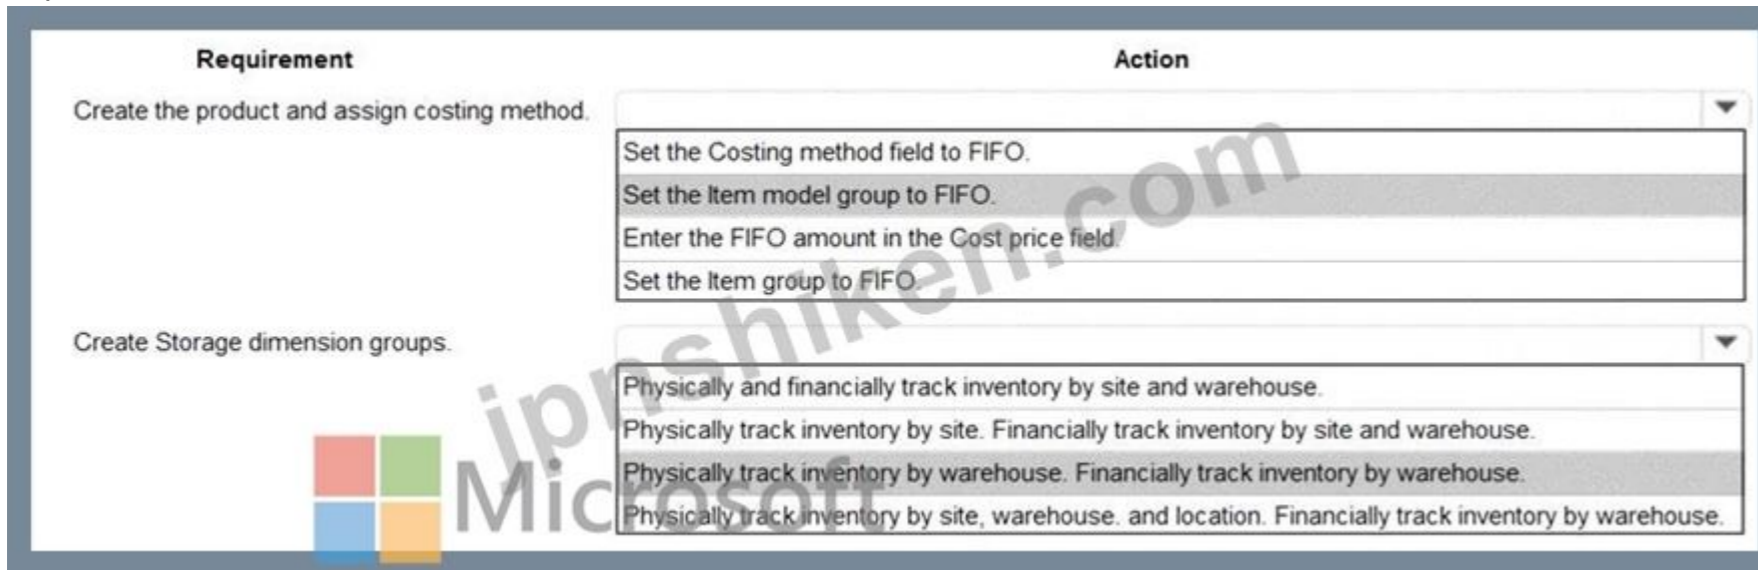 Requirement
Action
Create the product and assign costing method.
Set the Costing method field to FIFO.
Set the Item model group to FIFO.
Enter the FIFO amount in the Cost price field.
Set the Item group to FIFO.
Create Storage dimension groups.
Physically and financially track inventory by site and warehouse.
Physically track inventory by site. Financially track inventory by site and warehouse.
Physically track inventory by warehouse. Financially track inventory by warehouse.
Physically track inventory by site, warehouse. and location. Financially track inventory by warehouse.
jpnshiken.com
Microsoft